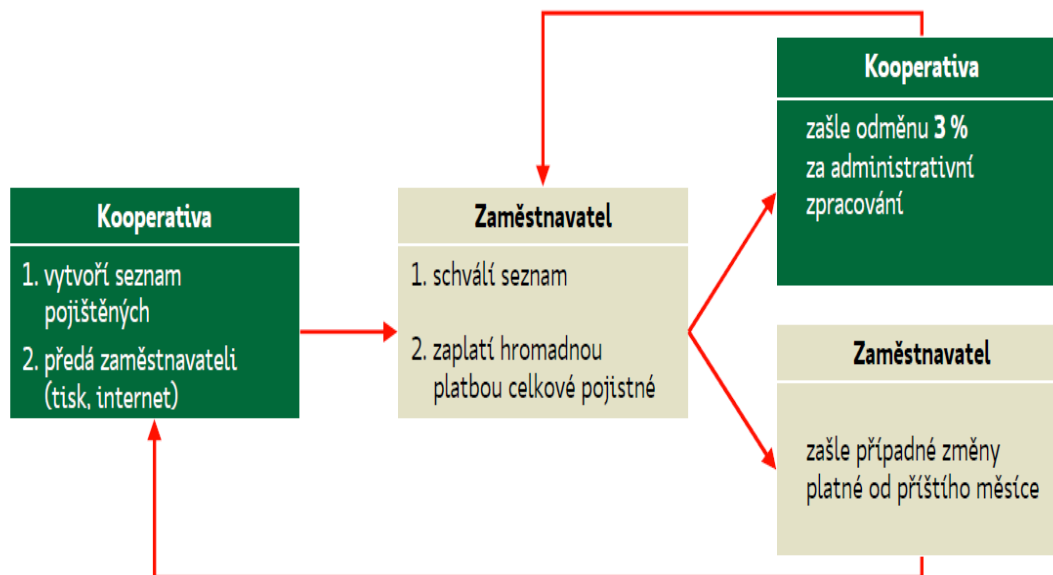 Kooperativa
1. vytvoří seznam
pojištěných
2. předá zaměstnavateli
(tisk, internet)
Zaměstnavatel
1. schválí seznam
2. zaplatí hromadnou
platbou celkové pojistné
Kooperativa
zašle odměnu 3 %
za administrativní
zpracování
Zaměstnavatel
zašle případné změny
platné od příštího měsíce